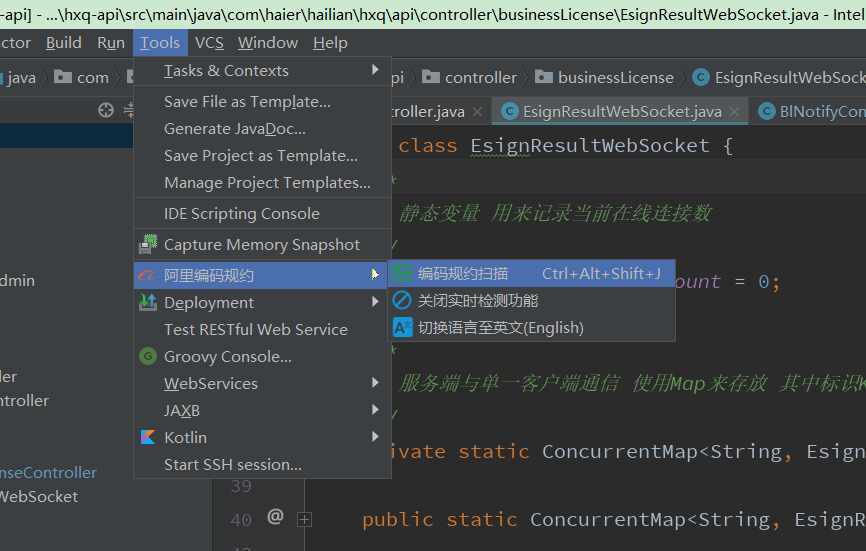 -api] - ...\hxq-api\src\main\java\com\haier\hailian\hxq\api\controller\businessLicense\EsignResultWebSocket.java - Intel
ctor Build Run Tools VCS Window Help
java com pi controller businessLicense C EsignResultWebSock
Tasks & Contexts
Save File as Template...
Generate JavaDoc...
Save Project as Template...
Manage Project Templates...
IDE Scripting Console
Capture Memory Snapshot
阿里编码规约
Deployment
Test RESTful Web Service
G Groovy Console...
WebServices
JAXB
Kotlin
Start SSH session...
编码规约扫描 Ctrl+Alt+Shift+J
关闭实时检测功能
切换语言至英文(English)
troller.java × C EsignResultWebSocket.java × C BlNotifyCon
class EsignResultWebSocket {
*
静态变量 用来记录当前在线连接数
/
ount = 0;
*
服务端与单一客户端通信 使用Map来存放 其中标识K
/
ivate static ConcurrentMap<String, Esign
39
40 @ + public static ConcurrentMap<String, EsignR
dmin
ler
ntroller
nseController
WebSocket